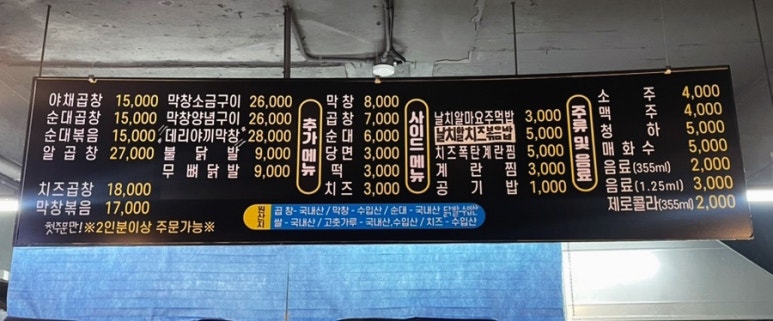 야채곱창 15,000
순대곱창 15,000
순대볶음 15,000
알곱창 27,000
치즈곱창 18,000
막창볶음 17,000
첫주문만! ※2인분이상 주문가능※
막창소금구이 26,000
막창양념구이 26,000
데리야끼막창 28,000
불닭발 9,000
무뼈닭발 9,000
추가메뉴
막창 8,000
곱창 7,000
순대 6,000
당면 3,000
떡 3,000
치즈 3,000
사이드메뉴
날치알마요주먹밥 3,000
날치알치즈볶음밥 5,000
치즈폭탄계란찜 5,000
계란찜 3,000
공기밥 1,000
주류 및 음료
소주 4,000
맥주 4,000
청하 5,000
매화수 5,000
음료(355ml) 2,000
음료(1.25ml) 3,000
제로콜라(355ml) 2,000
원산지
곱창-국내산 / 막창-수입산 / 순대-국내산 닭발-수입산
쌀-국내산 / 고춧가루-국내산,수입산 / 치즈-수입산